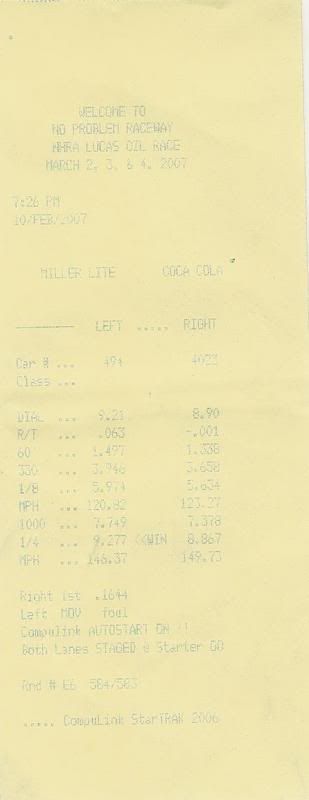 WELCOME TO
NO PROBLEM RACEWAY
NHRA LUCAS OIL RACE
MARCH 2, 3, & 4, 2007
7:26 PM
10/FEB/2007
MILLER LITE COCA COLA
-------- LEFT ..... RIGHT
Car # ... 494 4023
Class ...
DIAL ... 9.21 8.90
R/T ... .063 -.001
60 ... 1.497 1.338
330 ... 3.946 3.658
1/8 ... 5.974 5.634
MPH ... 120.82 123.27
1000 ... 7.749 7.378
1/4 ... 9.277 <<WIN 8.867
MPH ... 146.37 149.73
Right 1st .1644
Left MOV foul
Compulink AUTOSTART ON !!
Both Lanes STAGED @ Starter GO
Rnd # E6 584/583
..... CompuLink StarTRAK 2006